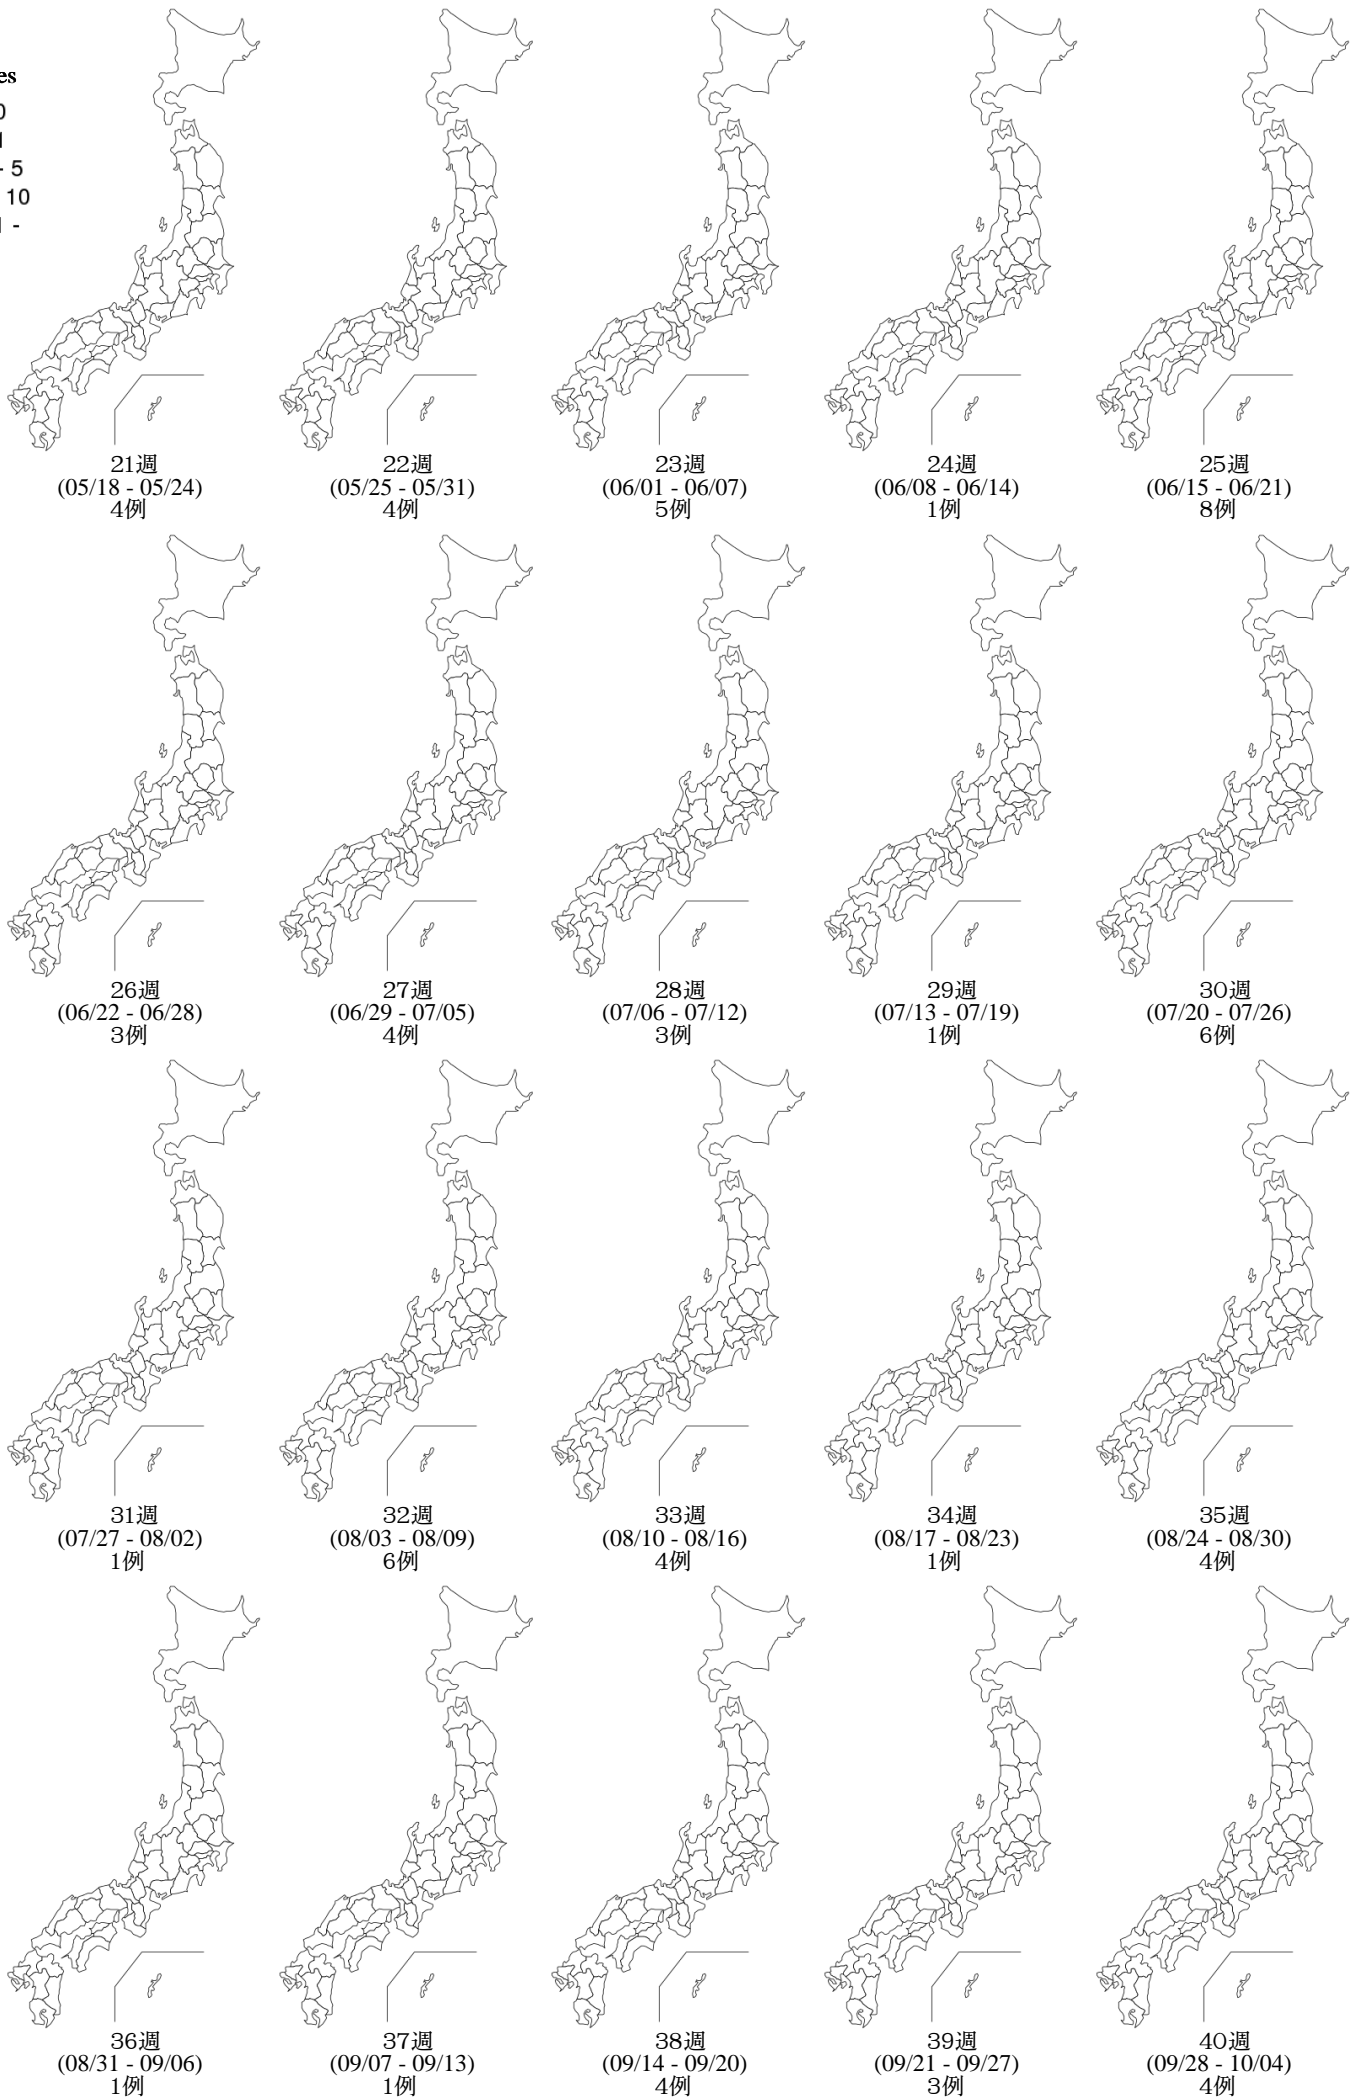 es
0
1
- 5
10
1 -
21週
(05/18 - 05/24)
4例
22週
(05/25 - 05/31)
4例
23週
(06/01 - 06/07)
5例
24週
(06/08 - 06/14)
1例
25週
(06/15 - 06/21)
8例
26週
(06/22 - 06/28)
3例
27週
(06/29 - 07/05)
4例
28週
(07/06 - 07/12)
3例
29週
(07/13 - 07/19)
1例
30週
(07/20 - 07/26)
6例
31週
(07/27 - 08/02)
1例
32週
(08/03 - 08/09)
6例
33週
(08/10 - 08/16)
4例
34週
(08/17 - 08/23)
1例
35週
(08/24 - 08/30)
4例
36週
(08/31 - 09/06)
1例
37週
(09/07 - 09/13)
1例
38週
(09/14 - 09/20)
4例
39週
(09/21 - 09/27)
3例
40週
(09/28 - 10/04)
4例